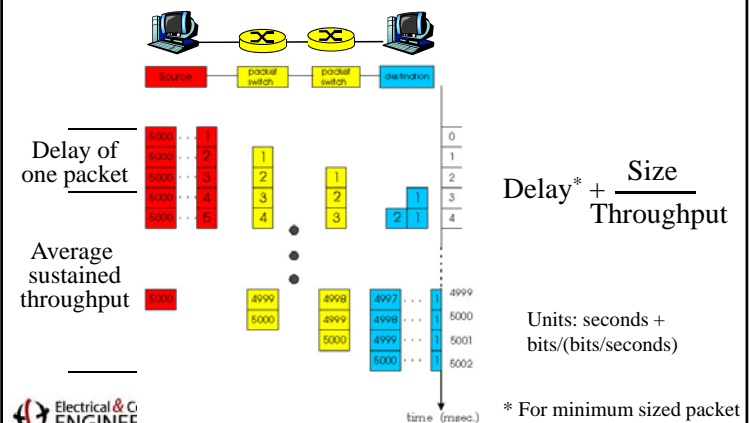 Source
packet switch
packet switch
destination
Delay of
one packet
5000 · · · 1
5000 · · · 2 1
5000 · · · 3 2 1
5000 · · · 4 3 2 1
5000 · · · 5 4 3 2 1
0
1
2
3
4
Delay* + Size
Throughput
Average
sustained
throughput
5000 4999 4998 4997 · · · 1 4999
5000 4999 4998 · · · 1 5000
5000 4999 · · · 1 5001
5000 · · · 1 5002
Units: seconds +
bits/(bits/seconds)
Electrical &
time (msec.)
* For minimum sized packet